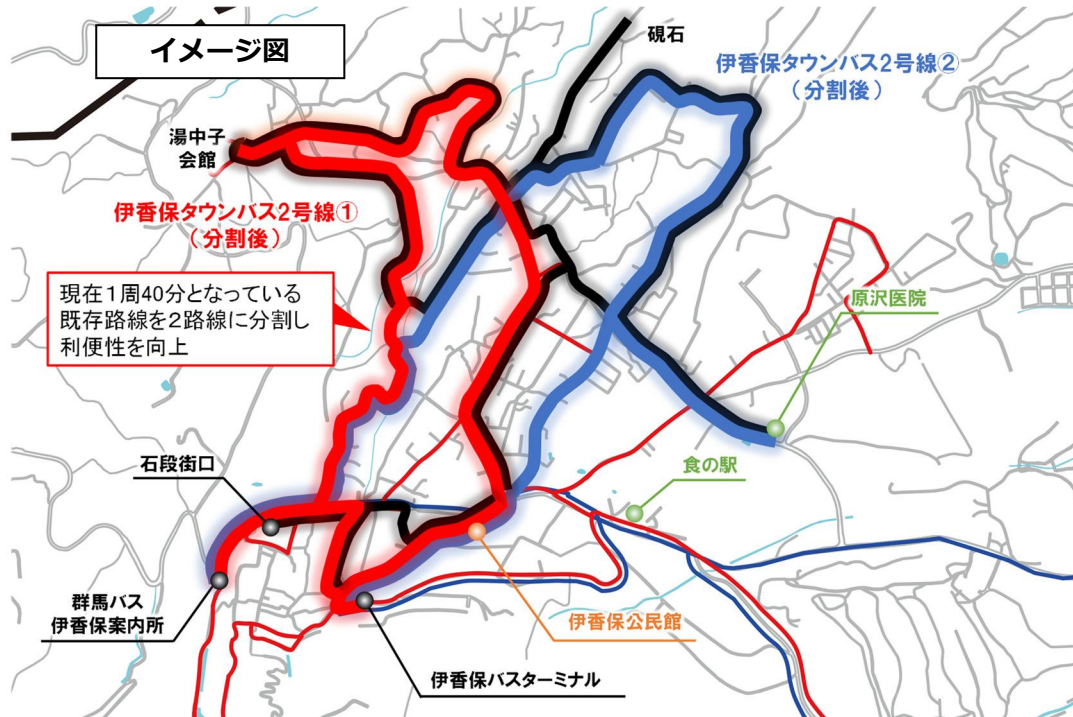 イメージ図
硯石
伊香保タウンバス2号線②
（分割後）
湯中子
会館
伊香保タウンバス2号線①
（分割後）
現在１周40分となっている
既存路線を２路線に分割し
利便性を向上
原沢医院
石段街口
食の駅
群馬バス
伊香保案内所
伊香保公民館
伊香保バスターミナル